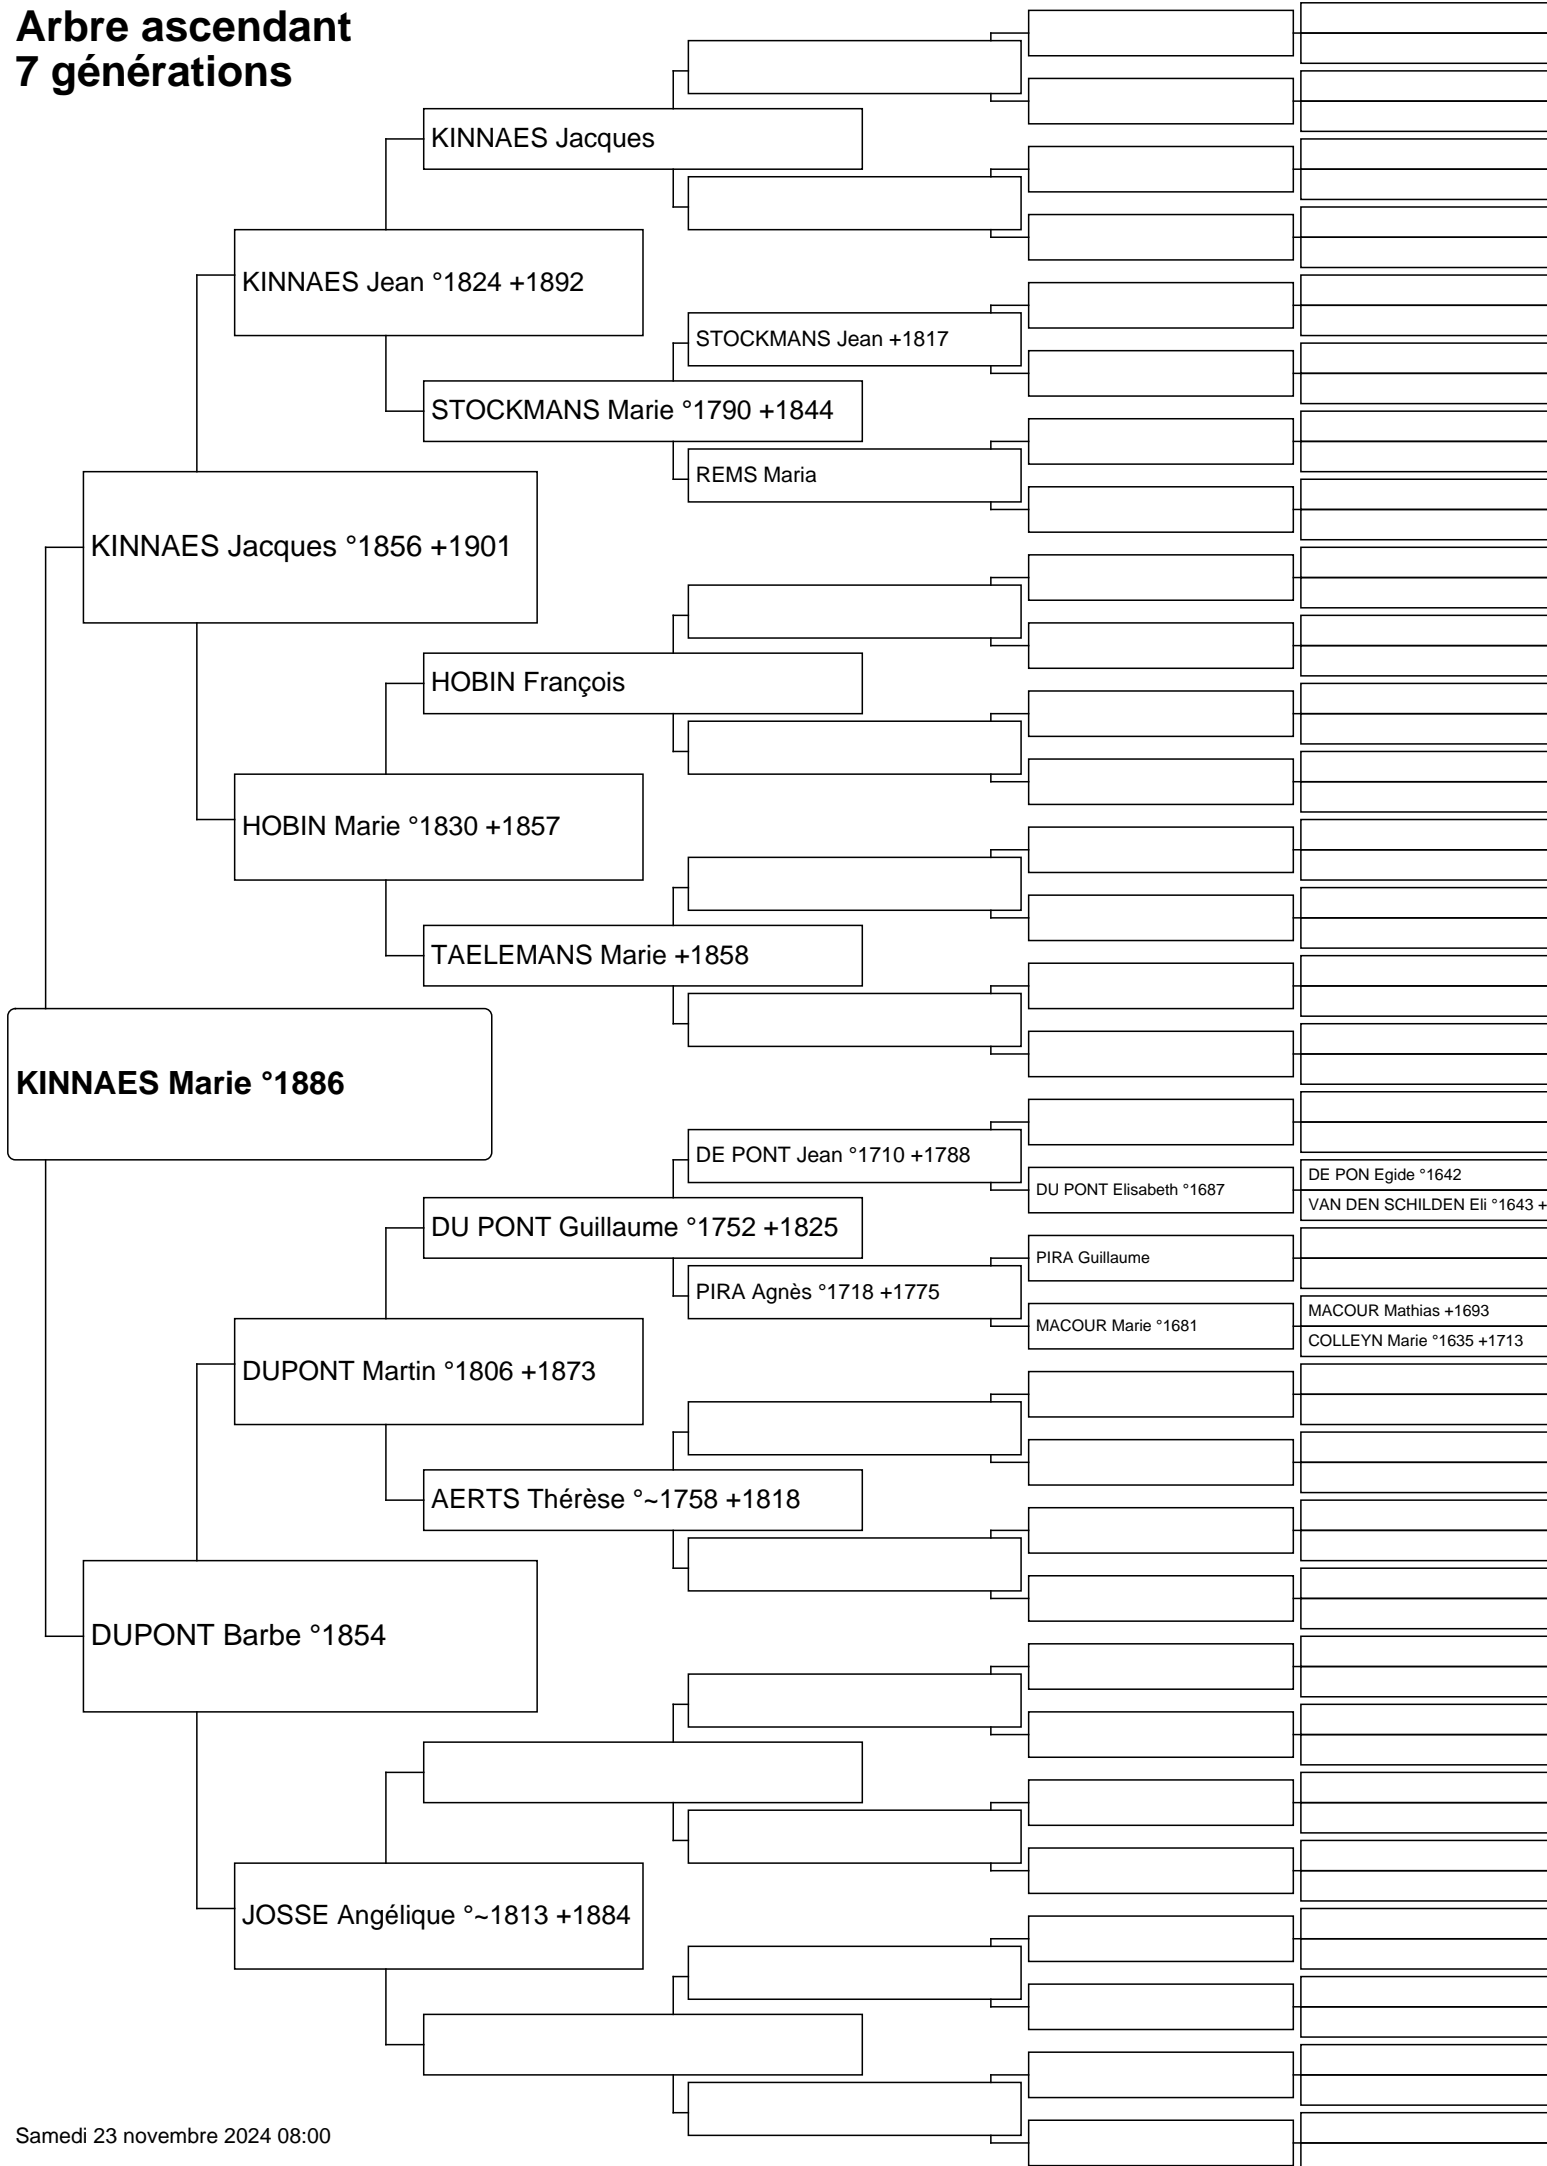 Arbre ascendant
7 générations
KINNAES Jacques
KINNAES Jean °1824 +1892
STOCKMANS Jean +1817
STOCKMANS Marie °1790 +1844
REMS Maria
KINNAES Jacques °1856 +1901
HOBIN François
HOBIN Marie °1830 +1857
TAELEMANS Marie +1858
KINNAES Marie °1886
DE PONT Jean °1710 +1788
DU PONT Elisabeth °1687
DE PON Egide °1642
VAN DEN SCHILDEN Eli °1643 +
DU PONT Guillaume °1752 +1825
PIRA Guillaume
PIRA Agnès °1718 +1775
MACOUR Marie °1681
MACOUR Mathias +1693
COLLEYN Marie °1635 +1713
DUPONT Martin °1806 +1873
AERTS Thérèse °~1758 +1818
DUPONT Barbe °1854
JOSSE Angélique °~1813 +1884
Samedi 23 novembre 2024 08:00